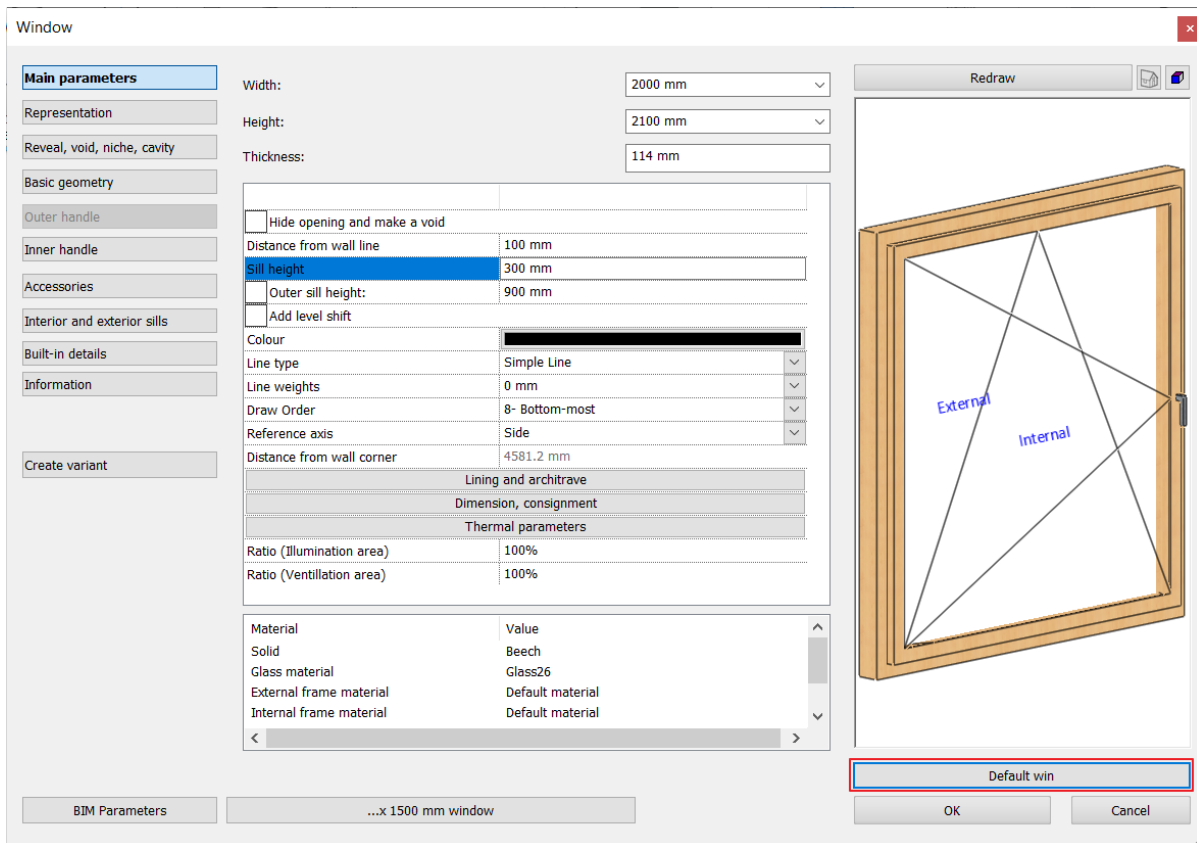 Window
Main parameters
Representation
Reveal, void, niche, cavity
Basic geometry
Outer handle
Inner handle
Accessories
Interior and exterior sills
Built-in details
Information
Create variant
BIM Parameters
Width: 2000 mm
Height: 2100 mm
Thickness: 114 mm
Hide opening and make a void
Distance from wall line 100 mm
Sill height 300 mm
Outer sill height: 900 mm
Add level shift
Colour
Line type Simple Line
Line weights 0 mm
Draw Order 8- Bottom-most
Reference axis Side
Distance from wall corner 4581.2 mm
Lining and architrave
Dimension, consignment
Thermal parameters
Ratio (Illumination area) 100%
Ratio (Ventillation area) 100%
Material Value
Solid Beech
Glass material Glass26
External frame material Default material
Internal frame material Default material
...x 1500 mm window
Redraw
External
Internal
Default win
OK Cancel